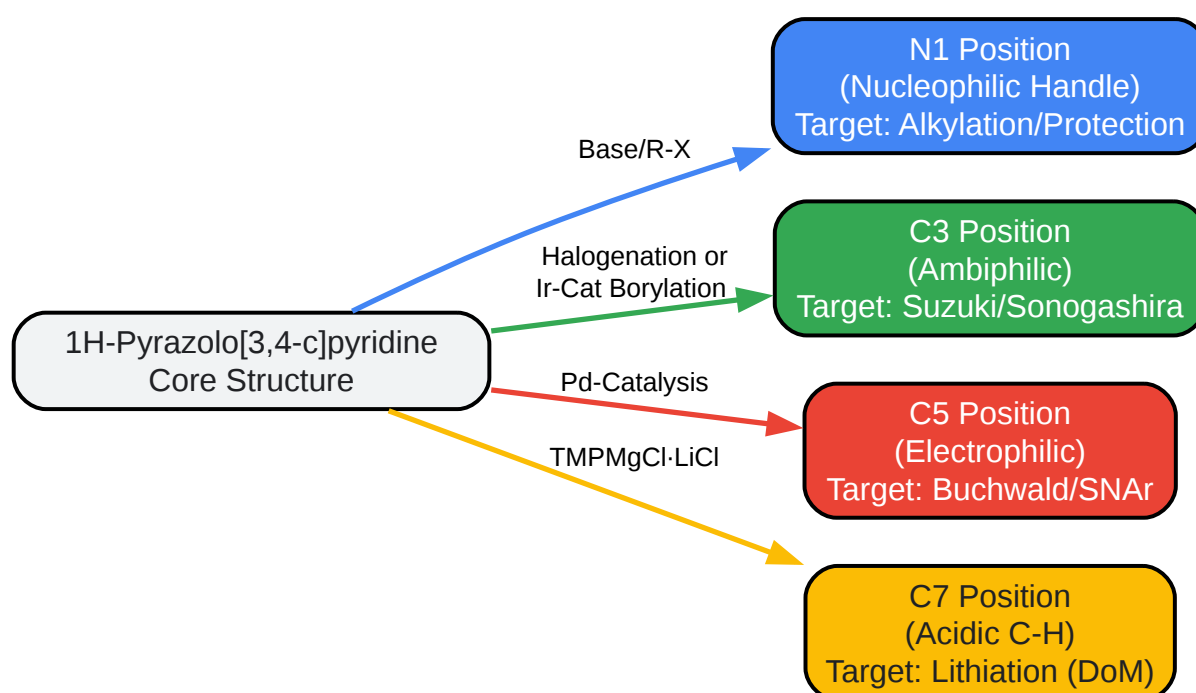 N1 Position
(Nucleophilic Handle)
Target: Alkylation/Protection
Base/R-X
C3 Position
(Ambiphilic)
Target: Suzuki/Sonogashira
Halogenation or
Ir-Cat Borylation
1H-Pyrazolo[3,4-c]pyridine
Core Structure
Pd-Catalysis
C5 Position
(Electrophilic)
Target: Buchwald/SNAr
TMPMgCl·LiCl
C7 Position
(Acidic C-H)
Target: Lithiation (DoM)